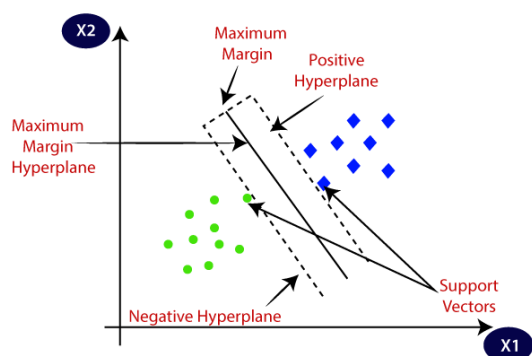 X2
Maximum
Margin
Positive
Hyperplane
Maximum
Margin
Hyperplane
Support
Vectors
Negative Hyperplane
X1